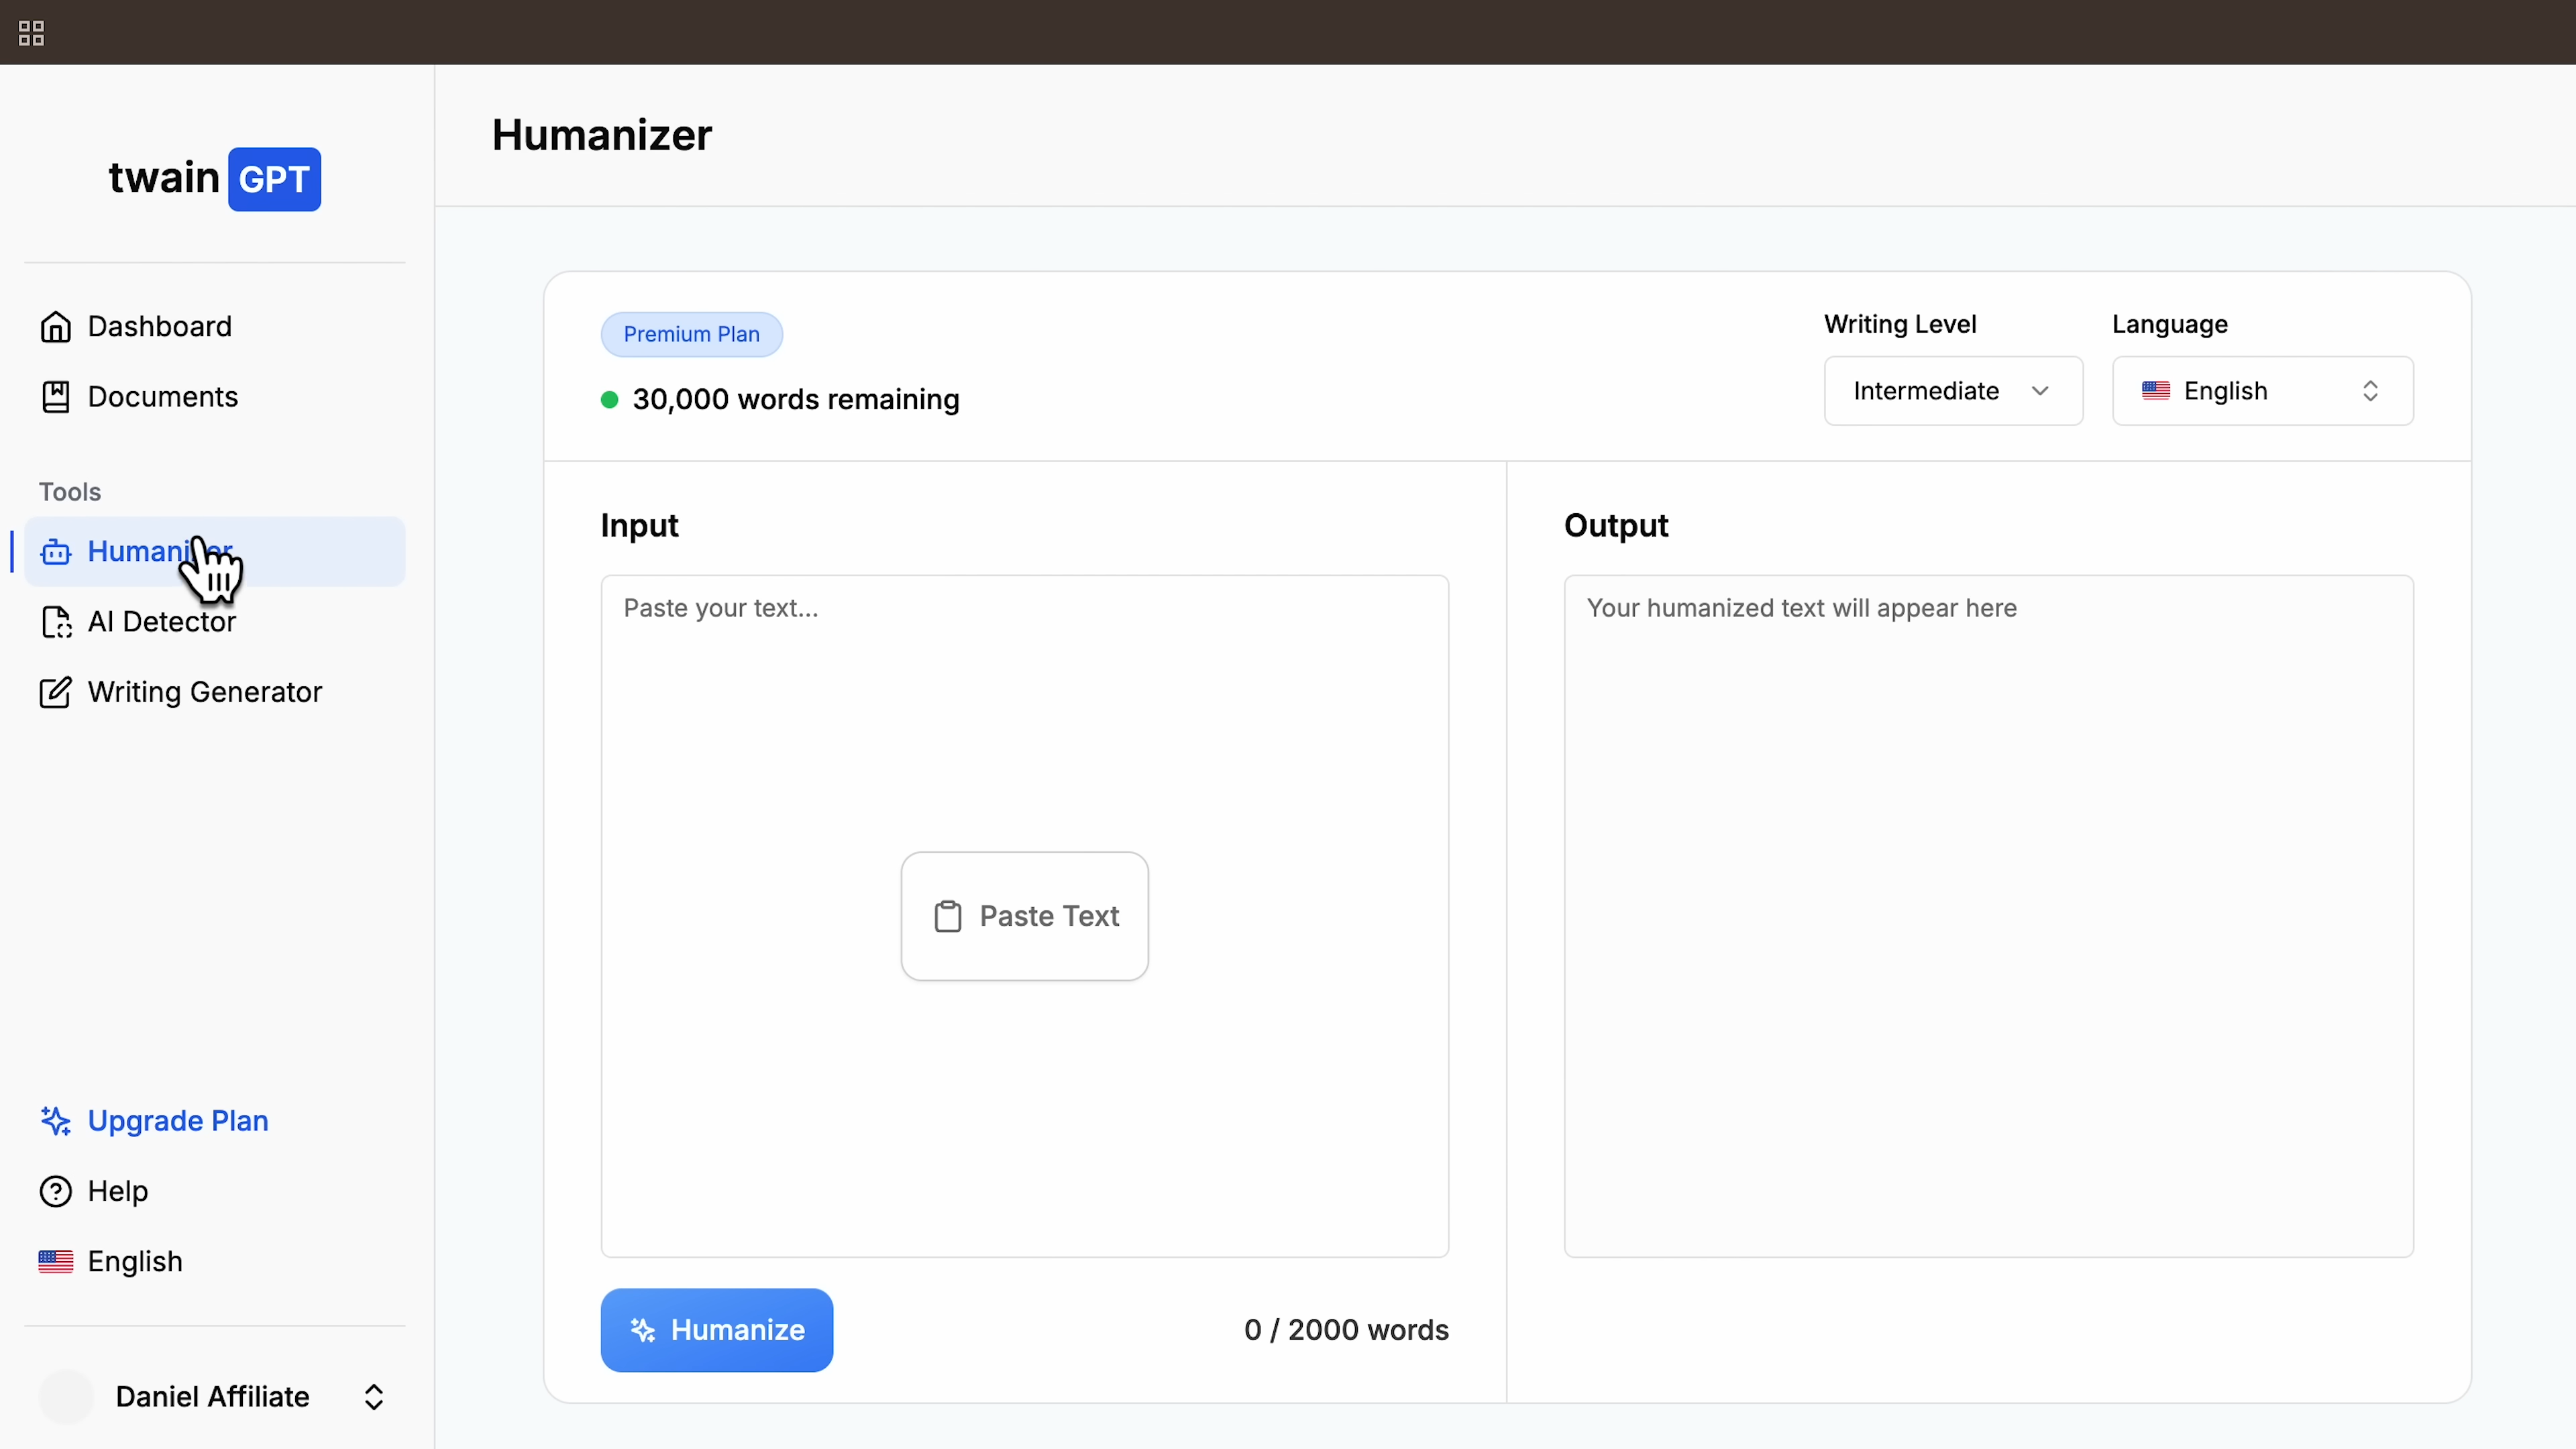 twain GPT
Dashboard
Documents
Tools
Humanizer
AI Detector
Writing Generator
Upgrade Plan
Help
English
Daniel Affiliate
Humanizer
Premium Plan
30,000 words remaining
Writing Level
Intermediate
Language
English
Input
Paste your text...
Paste Text
Humanize
0 / 2000 words
Output
Your humanized text will appear here